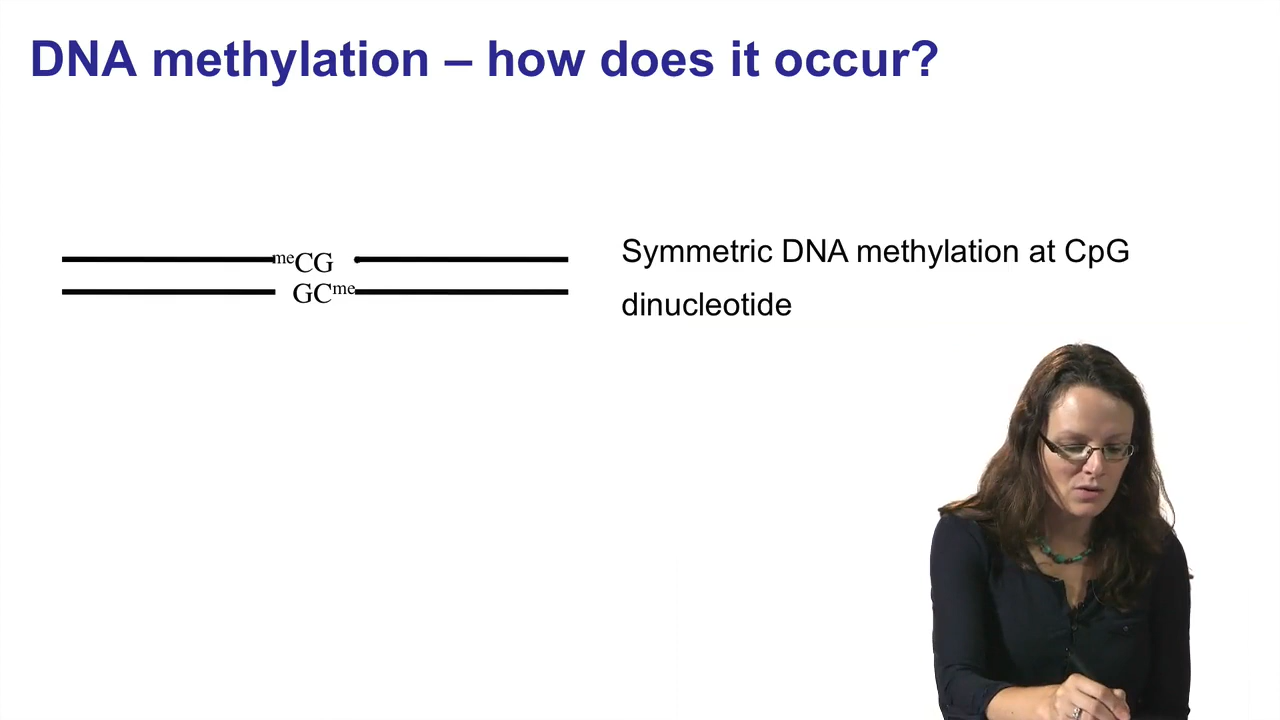 DNA methylation – how does it occur?
meCG
GCme
Symmetric DNA methylation at CpG
dinucleotide